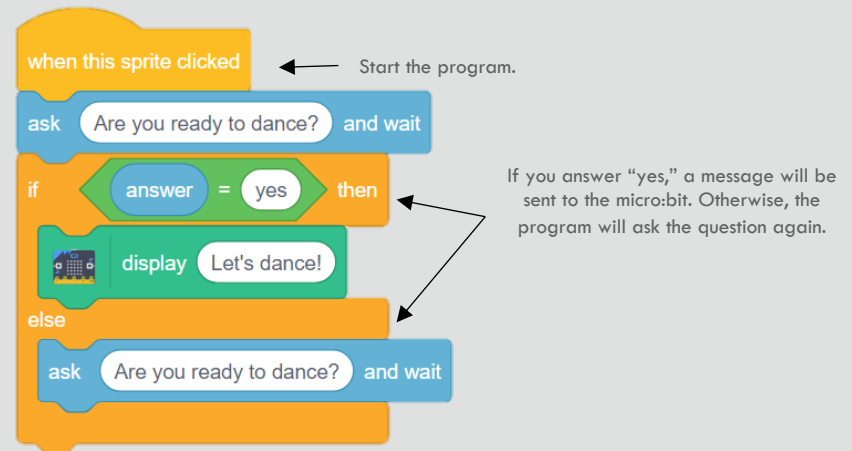 when this sprite clicked
Start the program.
ask Are you ready to dance? and wait
if answer = yes then
If you answer “yes,” a message will be
sent to the micro:bit. Otherwise, the
program will ask the question again.
display Let's dance!
else
ask Are you ready to dance? and wait